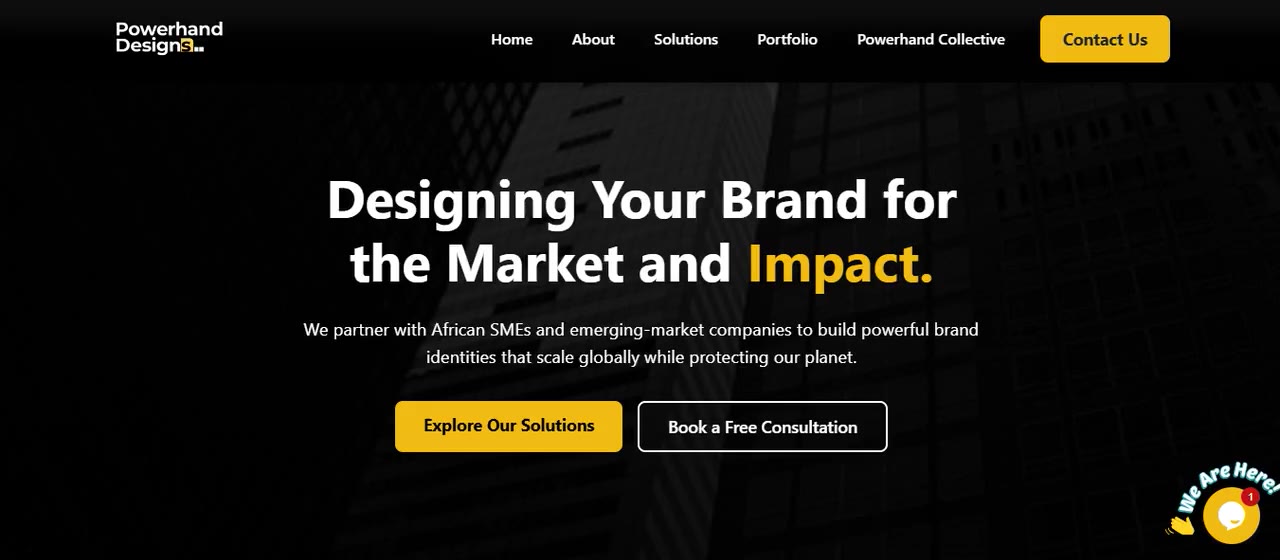 Powerhand
Designs..
Home
About
Solutions
Portfolio
Powerhand Collective
Contact Us
Designing Your Brand for
the Market and Impact.
We partner with African SMEs and emerging-market companies to build powerful brand
identities that scale globally while protecting our planet.
Explore Our Solutions
Book a Free Consultation
We Are Here!
1